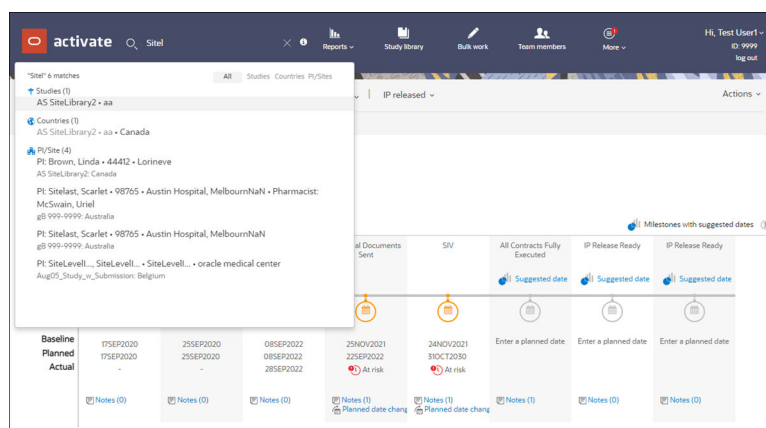 activate
Sitel
Reports
Study library
Bulk work
Team members
More
Hi, Test User1
ID: 9999
log out
"Sitel" 6 matches
All Studies Countries PI/Sites
Studies (1)
AS SiteLibrary2 • aa
Countries (1)
AS SiteLibrary2 • aa • Canada
PI/Site (4)
PI: Brown, Linda • 44412 • Lorineve
AS SiteLibrary2: Canada
PI: Sitelast, Scarlet • 98765 • Austin Hospital, MelbournNaN • Pharmacist:
McSwain, Uriel
gB 999-9999: Australia
PI: Sitelast, Scarlet • 98765 • Austin Hospital, MelbournNaN
gB 999-9999: Australia
PI: SiteLevelI..., SiteLevelI... • SiteLevelI... • oracle medical center
Aug05_Study_w_Submission: Belgium
IP released
Actions
Milestones with suggested dates
al Documents
Sent
SIV
All Contracts Fully
Executed
IP Release Ready
IP Release Ready
Suggested date
Suggested date
Suggested date
Baseline
Planned
Actual
17SEP2020
17SEP2020
-
25SEP2020
25SEP2020
-
08SEP2022
08SEP2022
28SEP2022
25NOV2021
22SEP2022
At risk
24NOV2021
31OCT2030
At risk
Enter a planned date
Enter a planned date
Enter a planned date
Notes (0)
Notes (0)
Notes (0)
Notes (1)
Planned date chang
Notes (1)
Planned date chang
Notes (1)
Notes (0)
Notes (0)